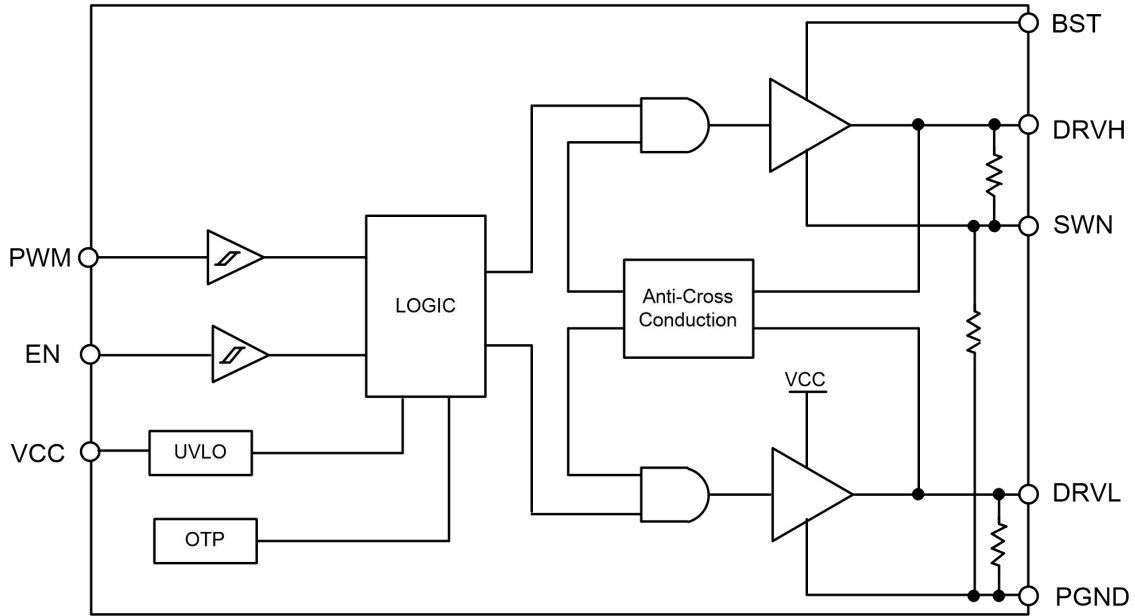 BST
DRVH
SWN
PWM
LOGIC
Anti-Cross
Conduction
EN
VCC
VCC
UVLO
DRVL
OTP
PGND